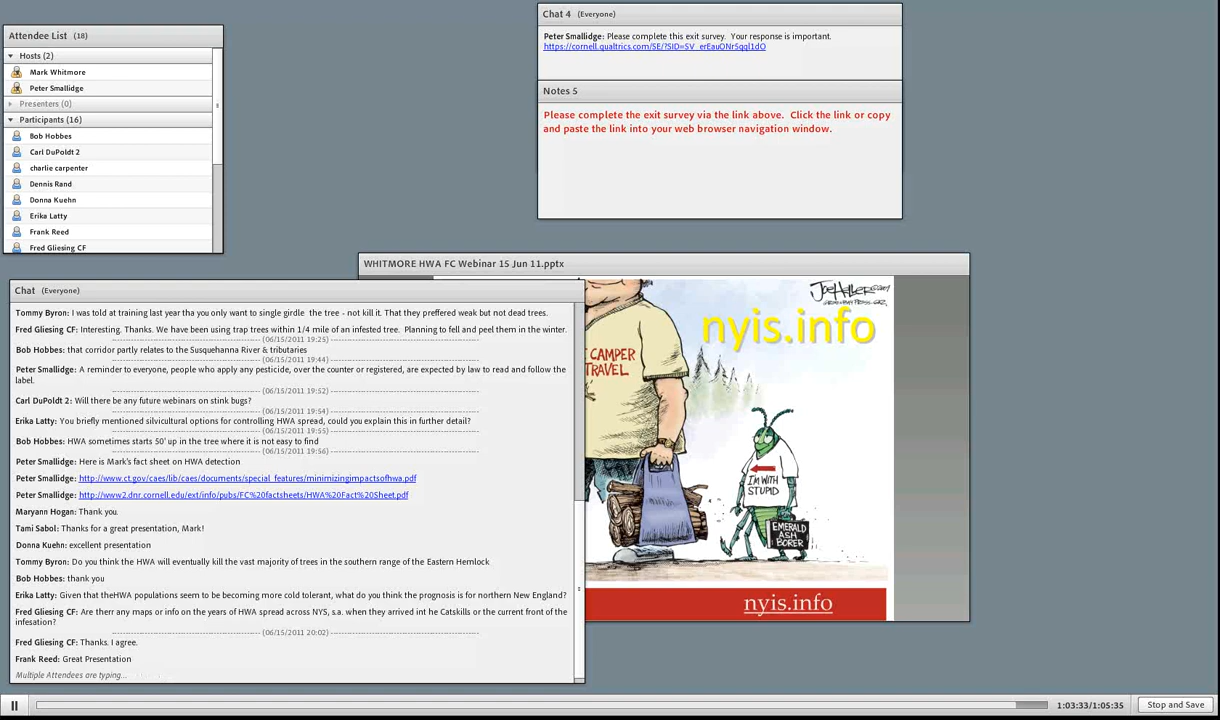 Attendee List (18)
Hosts (2)
Mark Whitmore
Peter Smallidge
Presenters (0)
Participants (16)
Bob Hobbes
Carl DuPoldt 2
charlie carpenter
Dennis Rand
Donna Kuehn
Erika Latty
Frank Reed
Fred Gliesing CF
Chat 4 (Everyone)
Peter Smallidge: Please complete this exit survey. Your response is important.
Notes 5
Please complete the exit survey via the link above. Click the link or copy
and paste the link into your web browser navigation window.
WHITMORE HWA FC Webinar 15 Jun 11.pptx
Chat (Everyone)
Tommy Byron: I was told at training last year tha you only want to single girdle the tree - not kill it. That they preffered weak but not dead trees.
Fred Gliesing CF: Interesting. Thanks. We have been using trap trees within 1/4 mile of an infested tree. Planning to fell and peel them in the winter.
(06/15/2011 19:25)
Bob Hobbes: that corridor partly relates to the Susquehanna River & tributaries
(06/15/2011 19:44)
Peter Smallidge: A reminder to everyone, people who apply any pesticide, over the counter or registered, are expected by law to read and follow the
label.
(06/15/2011 19:52)
Carl DuPoldt 2: Will there be any future webinars on stink bugs?
(06/15/2011 19:54)
Erika Latty: You briefly mentioned silvicultural options for controlling HWA spread, could you explain this in further detail?
(06/15/2011 19:55)
Bob Hobbes: HWA sometimes starts 50' up in the tree where it is not easy to find
(06/15/2011 19:56)
Peter Smallidge: Here is Mark's fact sheet on HWA detection
Peter Smallidge: http://www.ct.gov/caes/lib/caes/documents/special_features/minimizingimpactsofhwa.pdf
Peter Smallidge: http://www2.dnr.cornell.edu/ext/info/pubs/FC%20factsheets/HWA%20Fact%20Sheet.pdf
Maryann Hogan: Thank you.
Tami Sabol: Thanks for a great presentation, Mark!
Donna Kuehn: excellent presentation
Tommy Byron: Do you think the HWA will eventually kill the vast majority of trees in the southern range of the Eastern Hemlock
Bob Hobbes: thank you
Erika Latty: Given that theHWA populations seem to be becoming more cold tolerant, what do you think the prognosis is for northern New England?
Fred Gliesing CF: Are therr any maps or info on the years of HWA spread across NYS, s.a. when they arrived int he Catskills or the current front of the
infesation?
(06/15/2011 20:02)
Fred Gliesing CF: Thanks. I agree.
Frank Reed: Great Presentation
Multiple Attendees are typing...
nyis.info
CAMPER
TRAVEL
I'M WITH
STUPID
EMERALD
ASH
BORER
nyis.info
1:03:33/1:05:35
Stop and Save